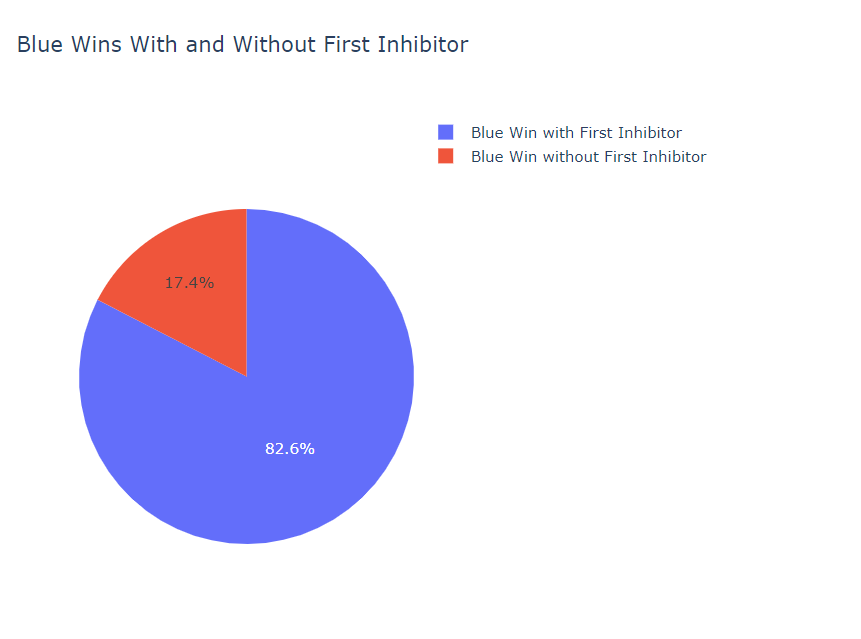 Blue Wins With and Without First Inhibitor
Blue Win with First Inhibitor
Blue Win without First Inhibitor
17.4%
82.6%